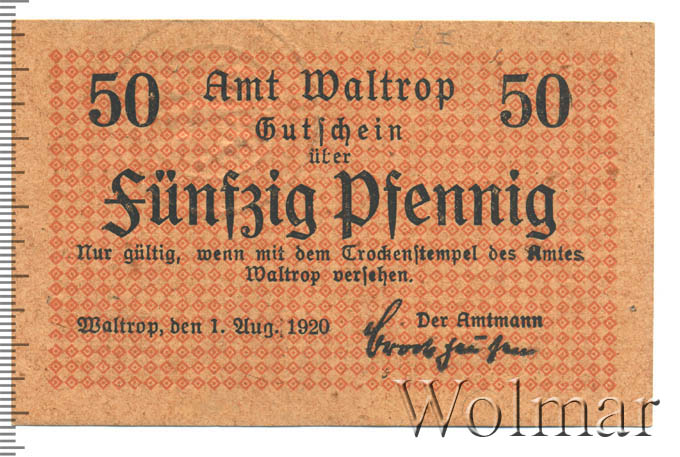 50 Amt Waltrop 50
Gutschein
über
Fünfzig Pfennig
Nur gültig, wenn mit dem Trockenstempel des Amtes
Waltrop versehen.
Waltrop, den 1. Aug. 1920 Der Amtmann
Wolmar